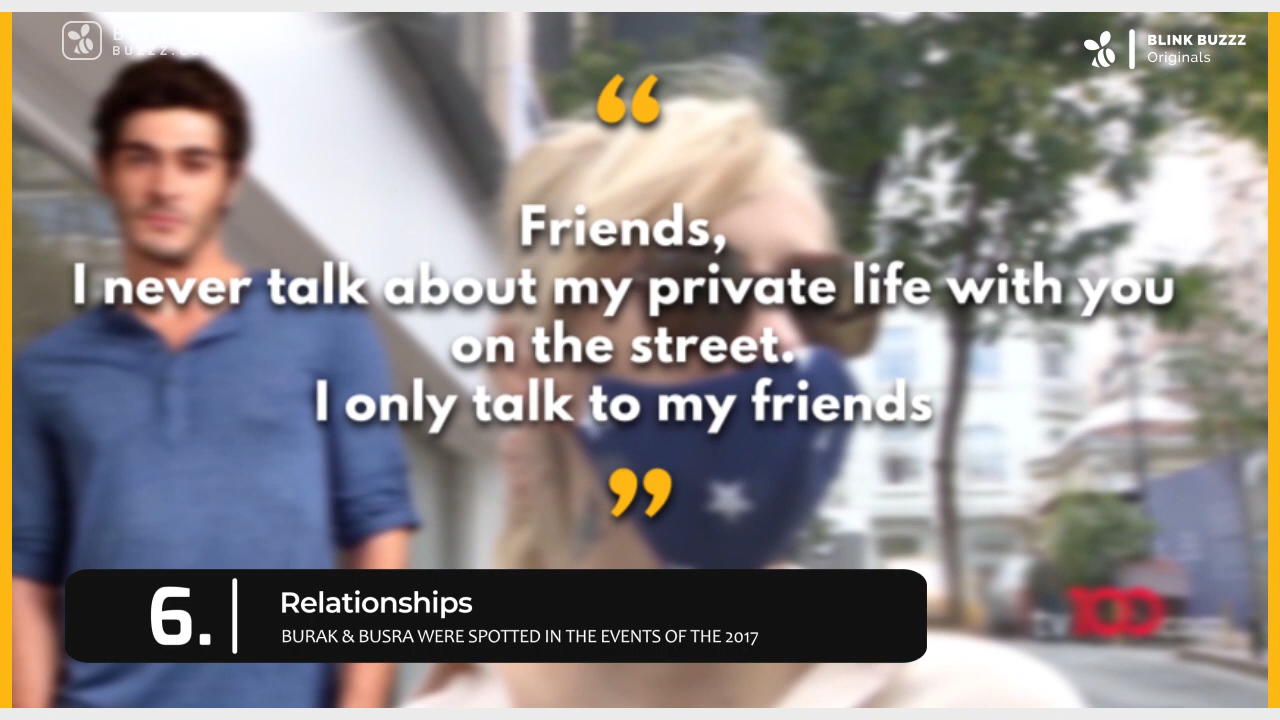 BLINK BUZZZ
Originals
“
Friends,
I never talk about my private life with you
on the street.
I only talk to my friends
”
6.
Relationships
BURAK & BUSRA WERE SPOTTED IN THE EVENTS OF THE 2017
tv100